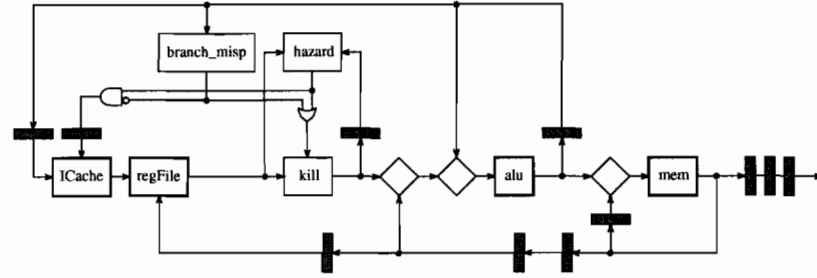 branch_misp
hazard
ICache
regFile
kill
alu
mem